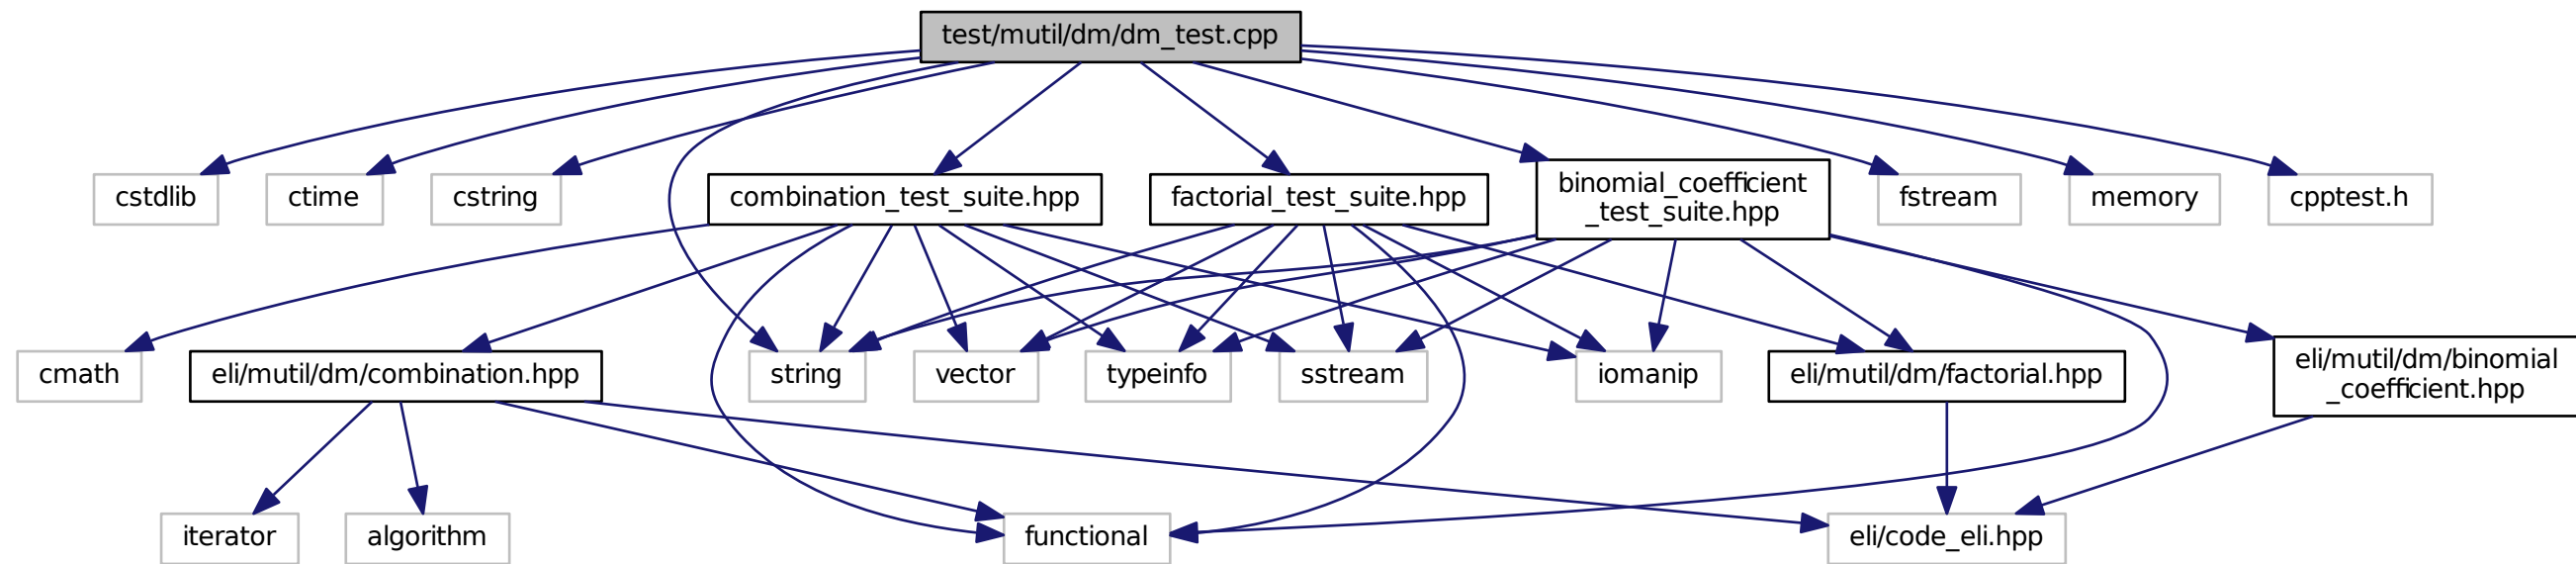 test/mutil/dm/dm_test.cpp
cstdlib
ctime
cstring
combination_test_suite.hpp
factorial_test_suite.hpp
binomial_coefficient
_test_suite.hpp
fstream
memory
cpptest.h
cmath
eli/mutil/dm/combination.hpp
string
vector
typeinfo
sstream
iomanip
eli/mutil/dm/factorial.hpp
eli/mutil/dm/binomial
_coefficient.hpp
iterator
algorithm
functional
eli/code_eli.hpp